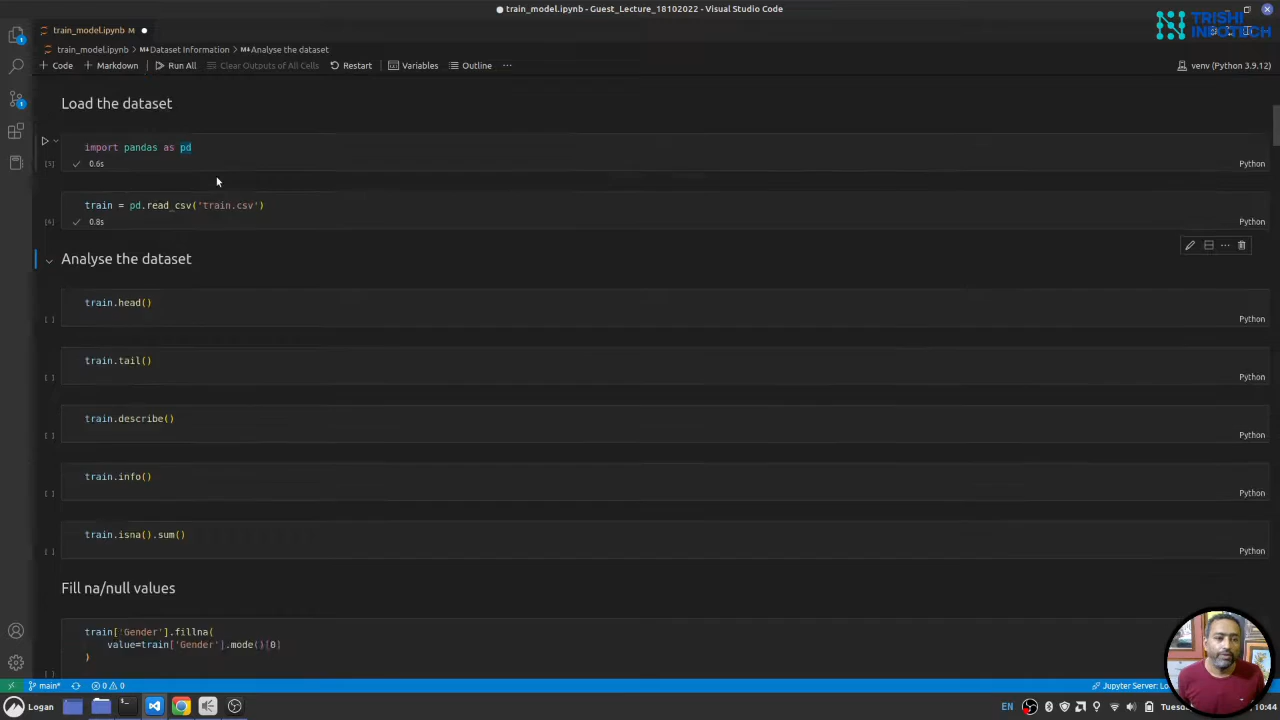 train_model.ipynb - Guest_Lecture_18102022 - Visual Studio Code
train_model.ipynb M
TRISHI
INFOTECH
train_model.ipynb > M↓Dataset Information > M↓Analyse the dataset
+ Code + Markdown Run All Clear Outputs of All Cells Restart Variables Outline ... venv (Python 3.9.12)
Load the dataset
import pandas as pd
0.6s
Python
train = pd.read_csv('train.csv')
[6] 0.8s Python
Analyse the dataset
train.head()
[ ] Python
train.tail()
[ ] Python
train.describe()
[ ] Python
train.info()
[ ] Python
train.isna().sum()
[ ] Python
Fill na/null values
train['Gender'].fillna(
value=train['Gender'].mode()[0]
)
[ ]
main* 0 0 Jupyter Server:
Logan EN 10:44